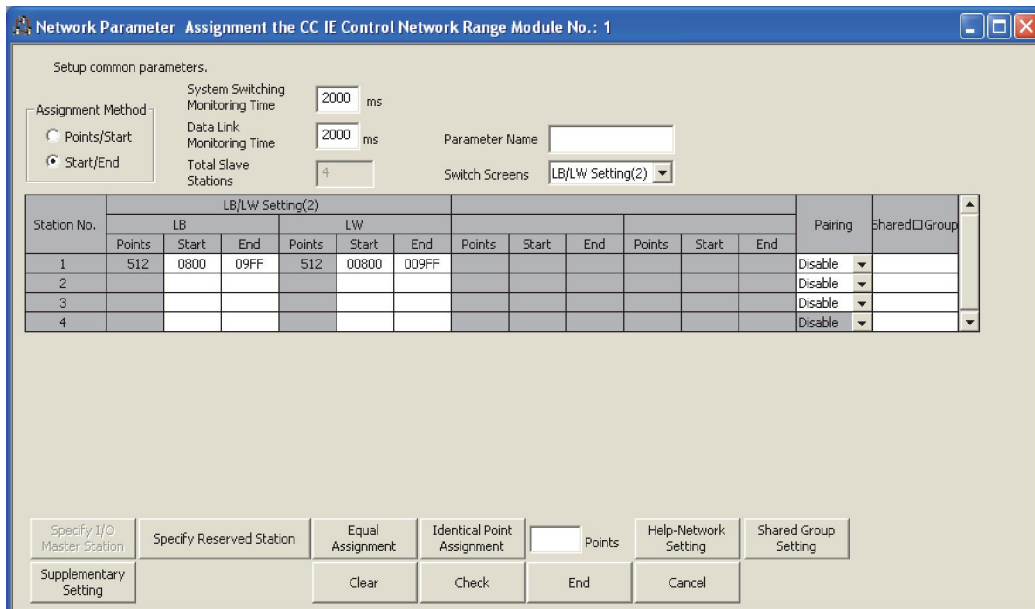 Network Parameter  Assignment the CC IE Control Network Range Module No.: 1
Setup common parameters.
Assignment Method
Points/Start
Start/End
System Switching
Monitoring Time
2000 ms
Data Link
Monitoring Time
2000 ms
Total Slave
Stations
4
Parameter Name
Switch Screens LB/LW Setting(2)
Station No. LB/LW Setting(2) Pairing Shared□Group
LB LW
Points Start End Points Start End Points Start End Points Start End
1 512 0800 09FF 512 00800 009FF Disable
2 Disable
3 Disable
4 Disable
Specify I/O
Master Station
Specify Reserved Station
Equal
Assignment
Identical Point
Assignment
Points
Help-Network
Setting
Shared Group
Setting
Supplementary
Setting
Clear
Check
End
Cancel